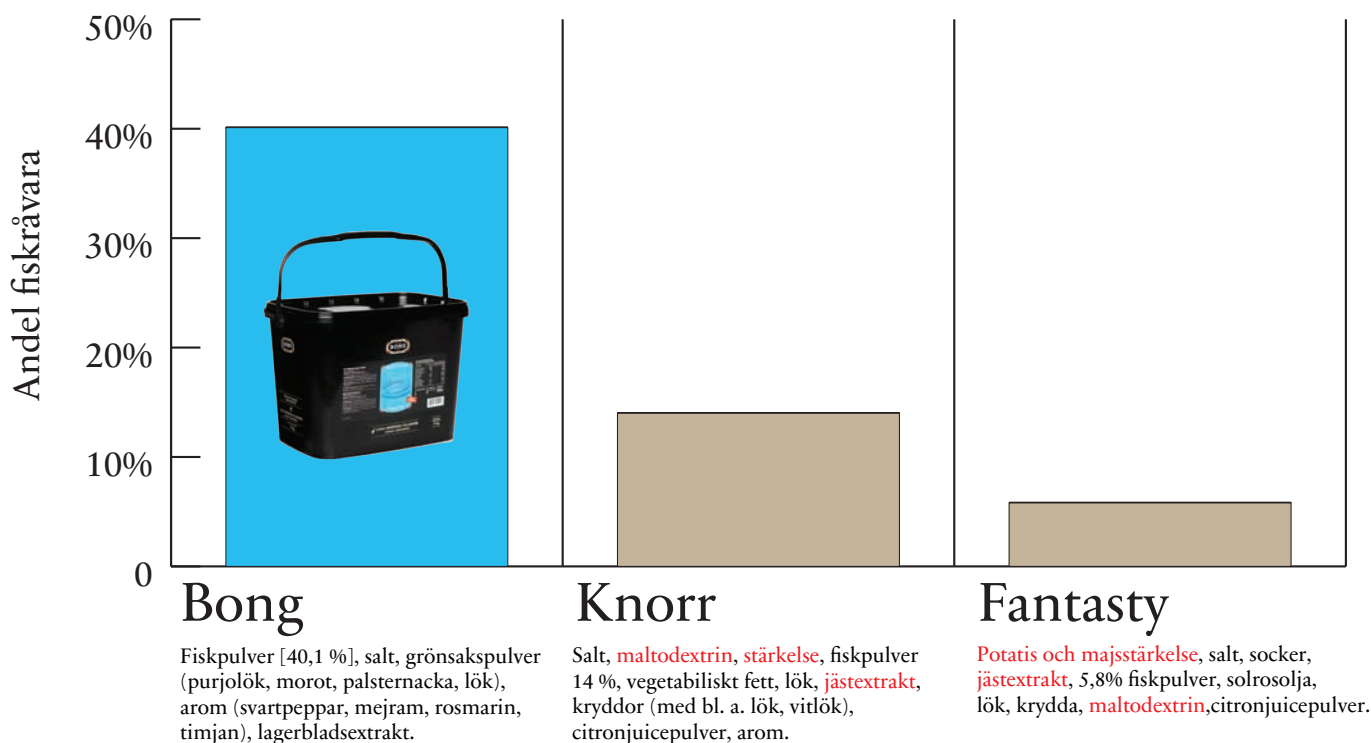 50%
40%
30%
20%
10%
0
Andel fiskråvara
BONG
Bong
Fiskpulver [40,1 %], salt, grönsakspulver
(purjolök, morot, palsternacka, lök),
arom (svartpeppar, mejram, rosmarin,
timjan), lagerbladsextrakt.
Knorr
Salt, maltodextrin, stärkelse, fiskpulver
14 %, vegetabiliskt fett, lök, jästextrakt,
kryddor (med bl. a. lök, vitlök),
citronjuicepulver, arom.
Fantasty
Potatis och majsstärkelse, salt, socker,
jästextrakt, 5,8% fiskpulver, solrosolja,
lök, krydda, maltodextrin,citronjuicepulver.